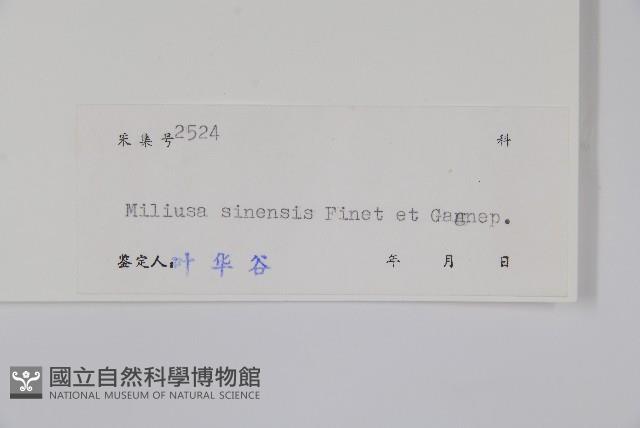 采集号2524 科
Miliusa sinensis Finet et Gagnep.
鉴定人:叶华谷 年 月 日
國立自然科學博物館
NATIONAL MUSEUM OF NATURAL SCIENCE